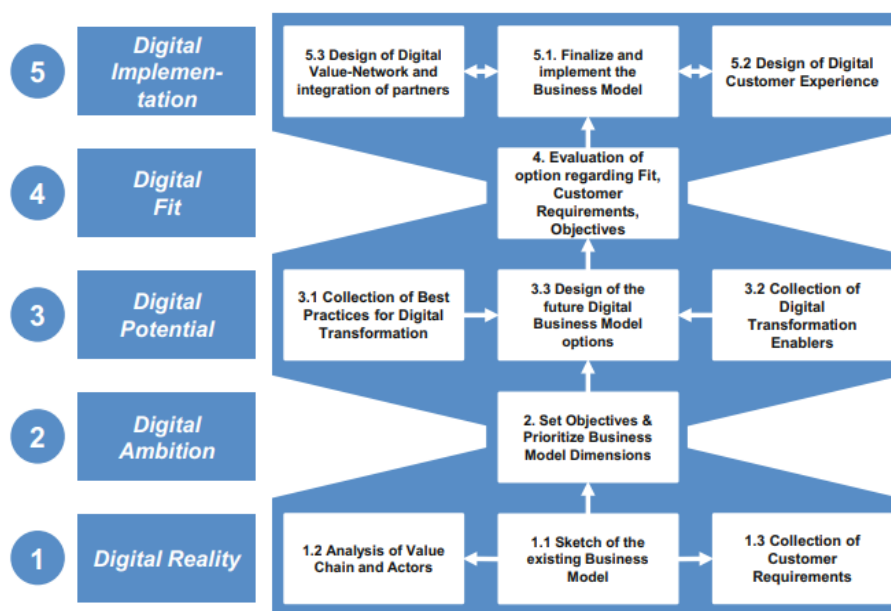 5
Digital
Implemen-
tation
5.3 Design of Digital
Value-Network and
integration of partners
5.1. Finalize and
implement the
Business Model
5.2 Design of Digital
Customer Experience
4
Digital
Fit
4. Evaluation of
option regarding Fit,
Customer
Requirements,
Objectives
3
Digital
Potential
3.1 Collection of Best
Practices for Digital
Transformation
3.3 Design of the
future Digital
Business Model
options
3.2 Collection of
Digital
Transformation
Enablers
2
Digital
Ambition
2. Set Objectives &
Prioritize Business
Model Dimensions
1
Digital Reality
1.2 Analysis of Value
Chain and Actors
1.1 Sketch of the
existing Business
Model
1.3 Collection of
Customer
Requirements